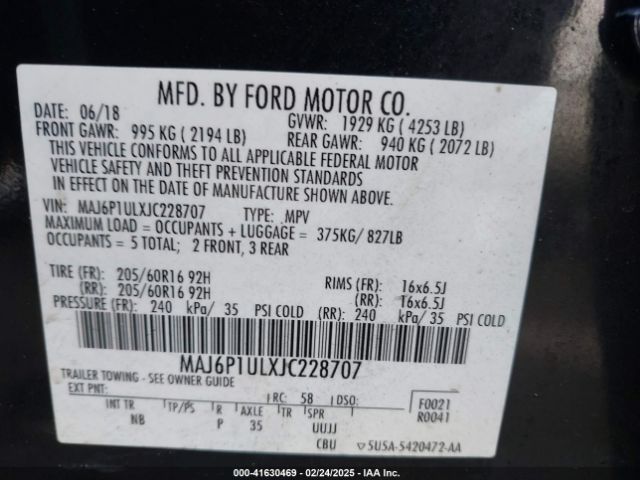 MFD. BY FORD MOTOR CO.
DATE: 06/18 GVWR: 1929 KG ( 4253 LB)
FRONT GAWR: 995 KG ( 2194 LB) REAR GAWR: 940 KG ( 2072 LB)
THIS VEHICLE CONFORMS TO ALL APPLICABLE FEDERAL MOTOR
VEHICLE SAFETY AND THEFT PREVENTION STANDARDS
IN EFFECT ON THE DATE OF MANUFACTURE SHOWN ABOVE.
VIN: MAJ6P1ULXJC228707 TYPE: MPV
MAXIMUM LOAD = OCCUPANTS + LUGGAGE = 375KG/ 827LB
OCCUPANTS = 5 TOTAL; 2 FRONT, 3 REAR
TIRE (FR): 205/60R16 92H RIMS (FR): 16x6.5J
(RR): 205/60R16 92H (RR): 16x6.5J
PRESSURE (FR): 240 kPa/ 35 PSI COLD (RR): 240 kPa/ 35 PSI COLD
MAJ6P1ULXJC228707
TRAILER TOWING - SEE OWNER GUIDE
EXT PNT: RC: 58 DSO: F0021
R0041
INT TR TP/PS R AXLE TR SPR
NB P 35 UUJJ
CBU 5U5A-5420472-AA
000-41630469 - 02/24/2025 - IAA, Inc.